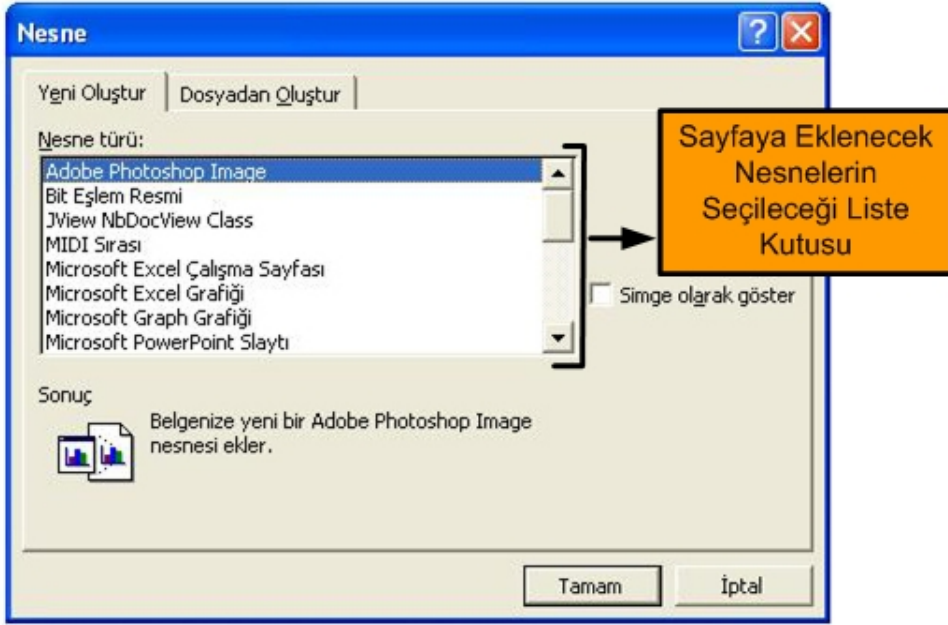 Nesne
Yeni Oluştur
Dosyadan Oluştur
Nesne türü:
Adobe Photoshop Image
Bit Eşlem Resmi
JView NbDocView Class
MIDI Sırası
Microsoft Excel Çalışma Sayfası
Microsoft Excel Grafiği
Microsoft Graph Grafiği
Microsoft PowerPoint Slaytı
Sayfaya Eklenecek
Nesnelerin
Seçileceği Liste
Kutusu
Simge olarak göster
Sonuç
Belgenize yeni bir Adobe Photoshop Image
nesnesi ekler.
Tamam
İptal